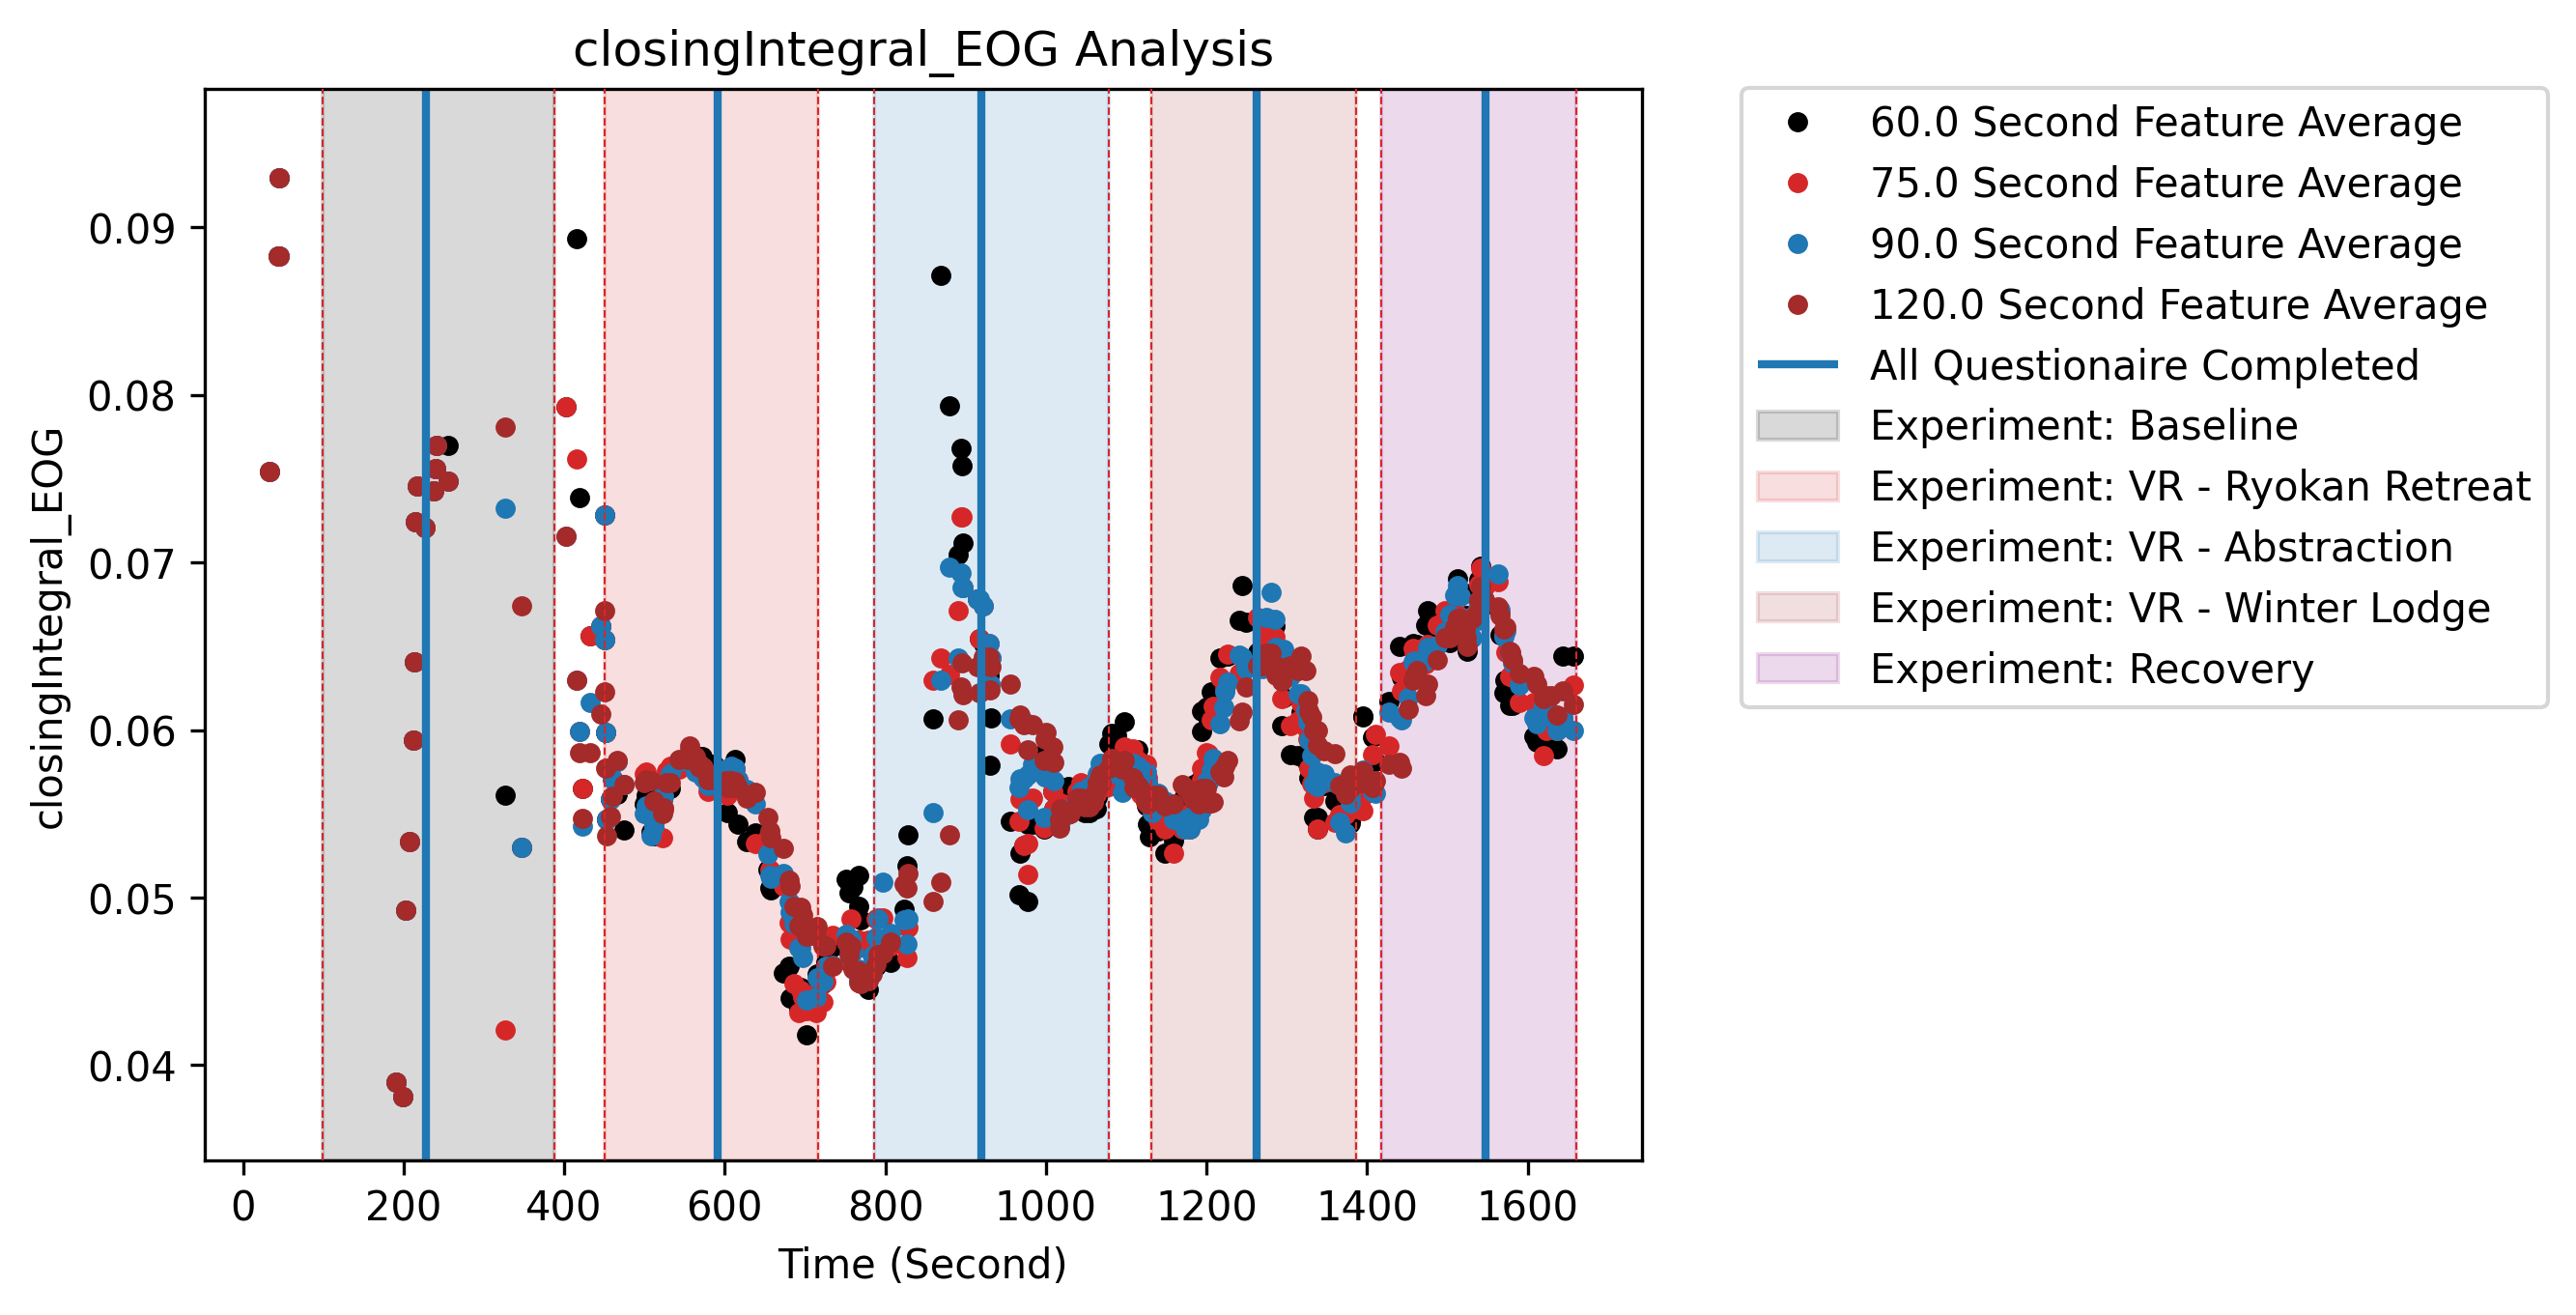 closingIntegral_EOG Analysis
closingIntegral_EOG
0.09
0.08
0.07
0.06
0.05
0.04
0 200 400 600 800 1000 1200 1400 1600
Time (Second)
60.0 Second Feature Average
75.0 Second Feature Average
90.0 Second Feature Average
120.0 Second Feature Average
All Questionaire Completed
Experiment: Baseline
Experiment: VR - Ryokan Retreat
Experiment: VR - Abstraction
Experiment: VR - Winter Lodge
Experiment: Recovery